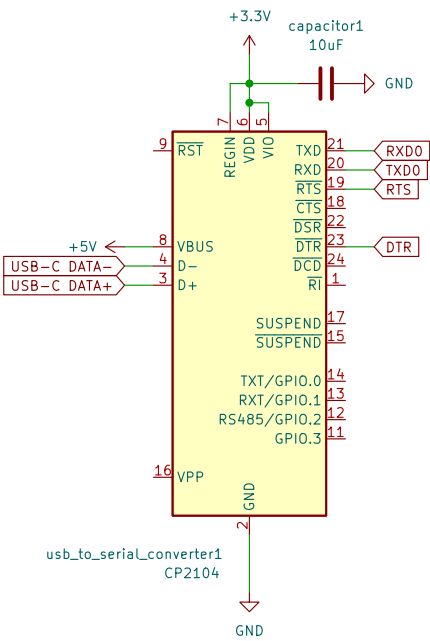 +3.3V
capacitor1
10uF
GND
7
6
5
REGIN
VDD
VIO
9 RST
TXD 21 RXD0
RXD 20 TXD0
RTS 19 RTS
CTS 18
DSR 22
+5V 8 VBUS
DTR 23 DTR
USB-C DATA- 4 D-
DCD 24
USB-C DATA+ 3 D+
RI 1
SUSPEND 17
SUSPEND 15
TXT/GPIO.0 14
RXT/GPIO.1 13
RS485/GPIO.2 12
GPIO.3 11
16 VPP
GND
2
usb_to_serial_converter1
CP2104
GND